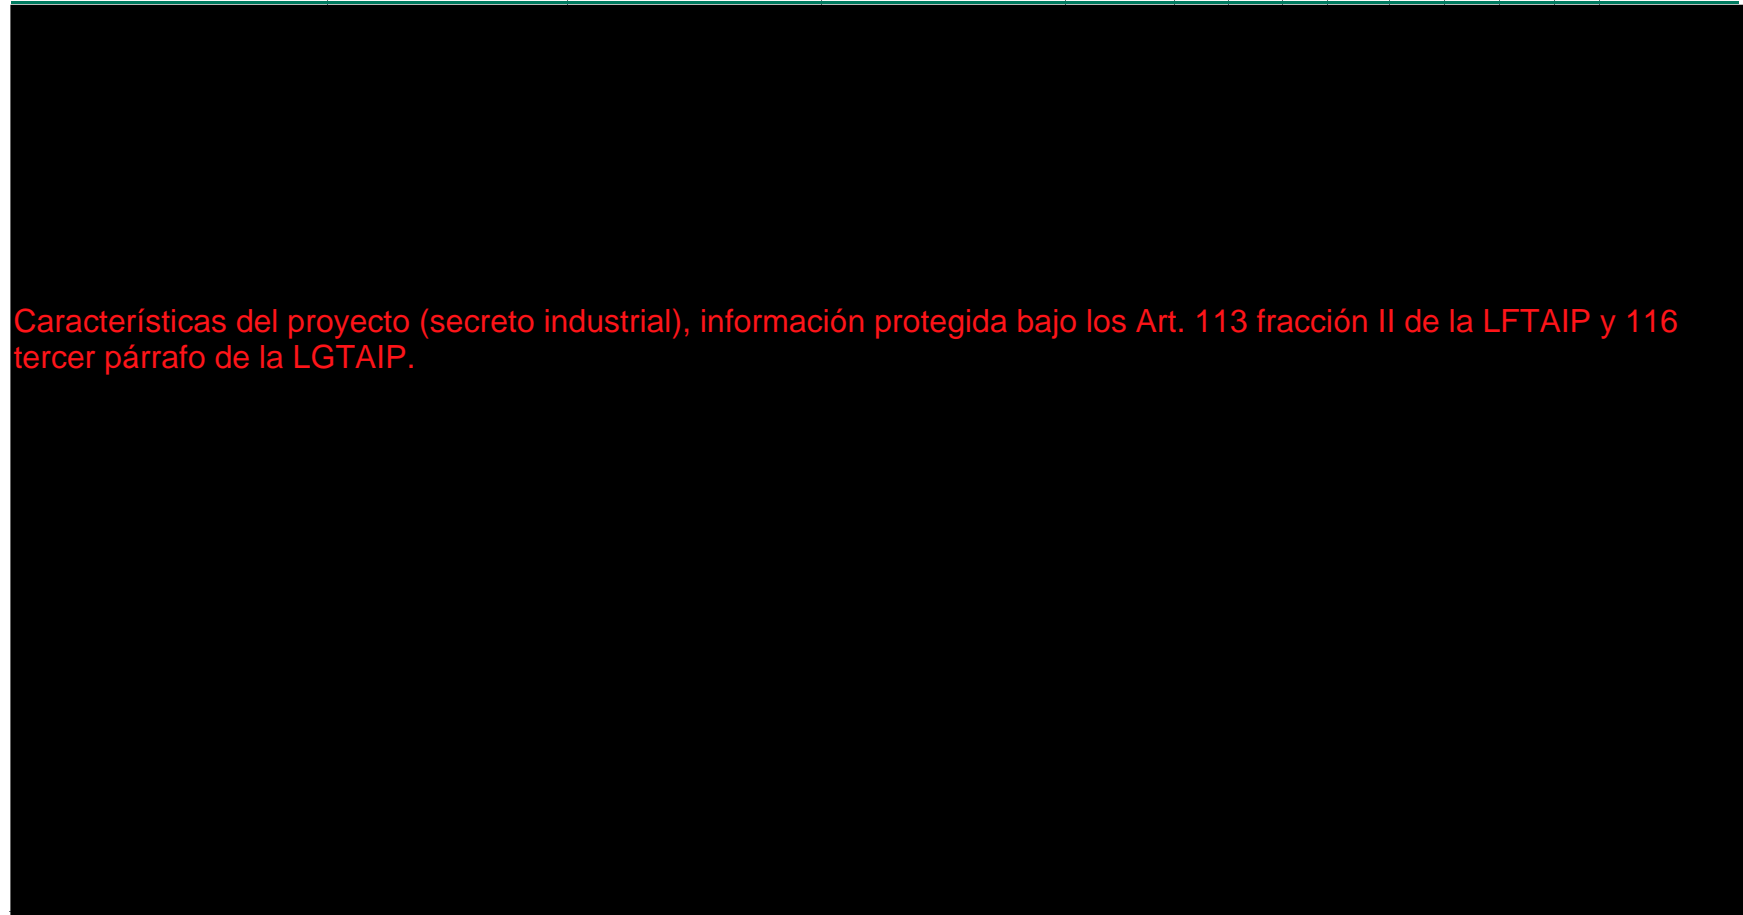 Características del proyecto (secreto industrial), información protegida bajo los Art. 113 fracción II de la LFTAIP y 116
tercer párrafo de la LGTAIP.